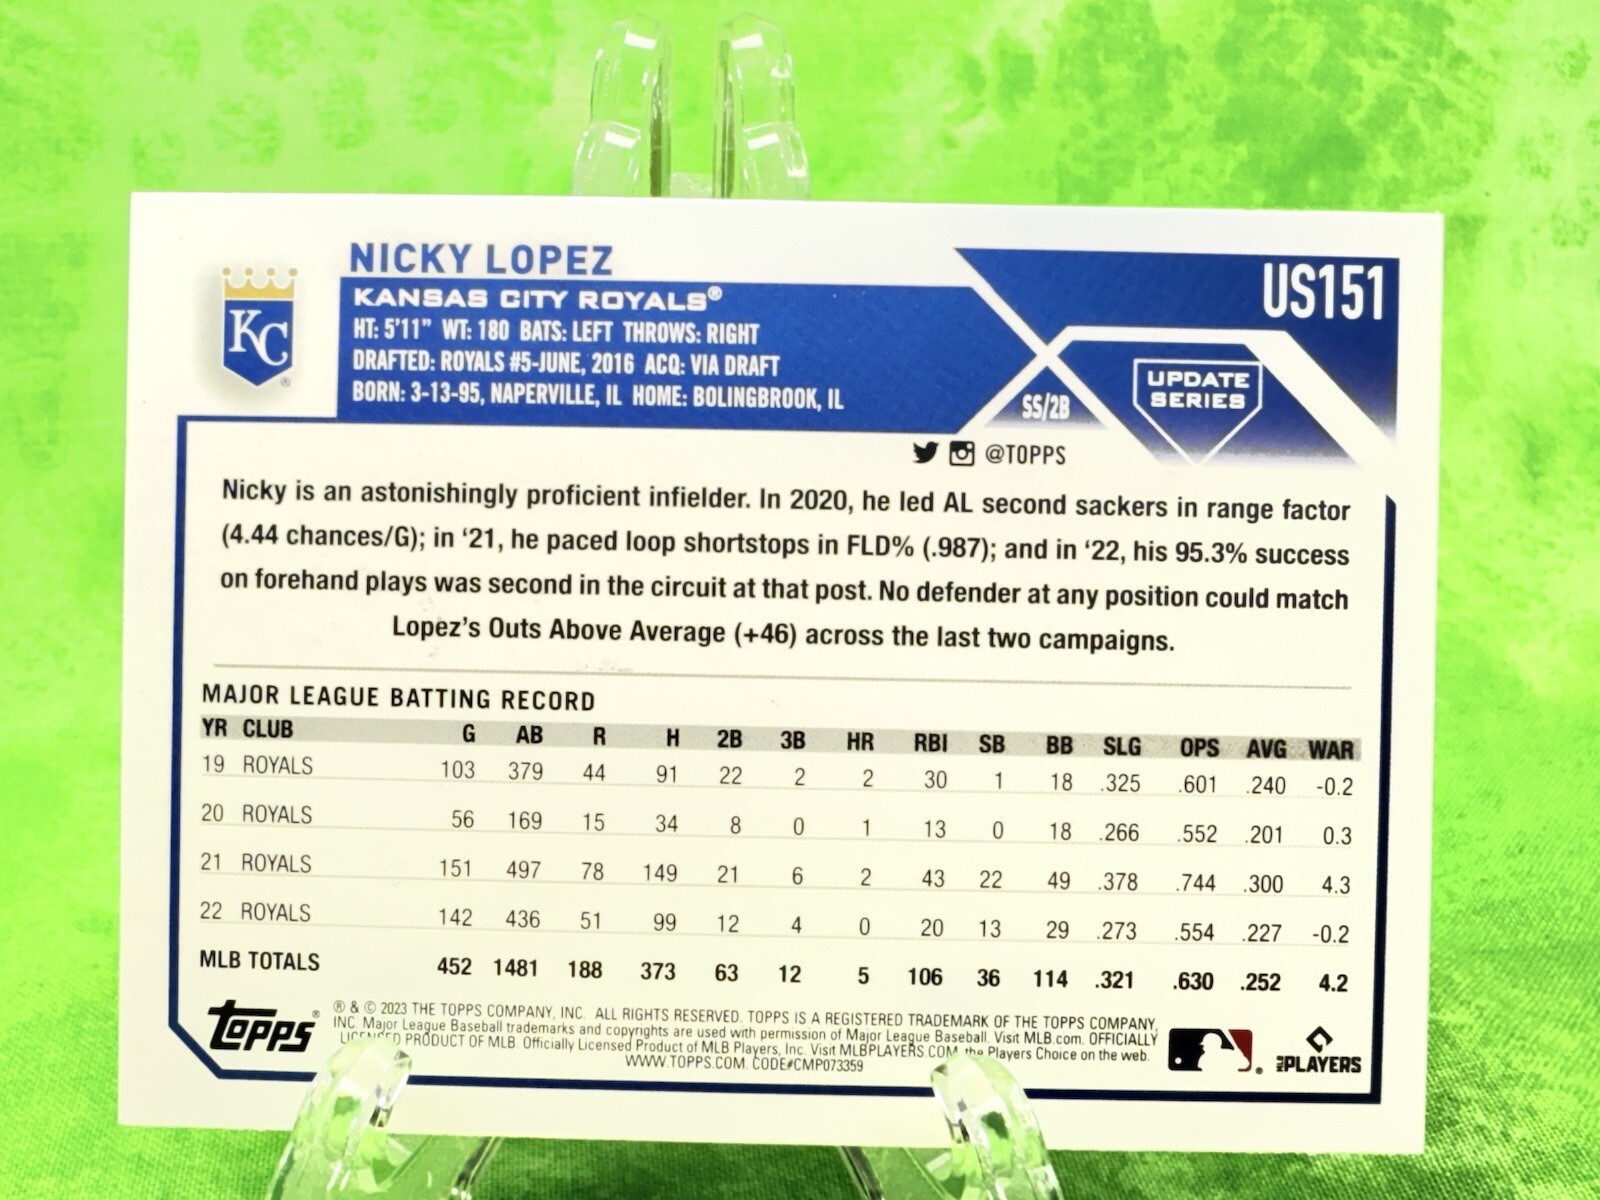 NICKY LOPEZ
US151
KC
®
KANSAS CITY ROYALS®
HT: 5'11" WT: 180 BATS: LEFT THROWS: RIGHT
DRAFTED: ROYALS #5-JUNE, 2016 ACQ: VIA DRAFT
BORN: 3-13-95, NAPERVILLE, IL HOME: BOLINGBROOK, IL
SS/2B
UPDATE
SERIES
@TOPPS
Nicky is an astonishingly proficient infielder. In 2020, he led AL second sackers in range factor
(4.44 chances/G); in ‘21, he paced loop shortstops in FLD% (.987); and in ‘22, his 95.3% success
on forehand plays was second in the circuit at that post. No defender at any position could match
Lopez’s Outs Above Average (+46) across the last two campaigns.
MAJOR LEAGUE BATTING RECORD
YR CLUB G AB R H 2B 3B HR RBI SB BB SLG OPS AVG WAR
19 ROYALS 103 379 44 91 22 2 2 30 1 18 .325 .601 .240 -0.2
20 ROYALS 56 169 15 34 8 0 1 13 0 18 .266 .552 .201 0.3
21 ROYALS 151 497 78 149 21 6 2 43 22 49 .378 .744 .300 4.3
22 ROYALS 142 436 51 99 12 4 0 20 13 29 .273 .554 .227 -0.2
MLB TOTALS 452 1481 188 373 63 12 5 106 36 114 .321 .630 .252 4.2
topps®
® & © 2023 THE TOPPS COMPANY, INC. ALL RIGHTS RESERVED. TOPPS IS A REGISTERED TRADEMARK OF THE TOPPS COMPANY,
INC. Major League Baseball trademarks and copyrights are used with permission of Major League Baseball. Visit MLB.com. OFFICIALLY
LICENSED PRODUCT OF MLB. Officially Licensed Product of MLB Players, Inc. Visit MLBPLAYERS.COM, the Players Choice on the web.
WWW.TOPPS.COM. CODE#CMP073359
®
MLB PLAYERS